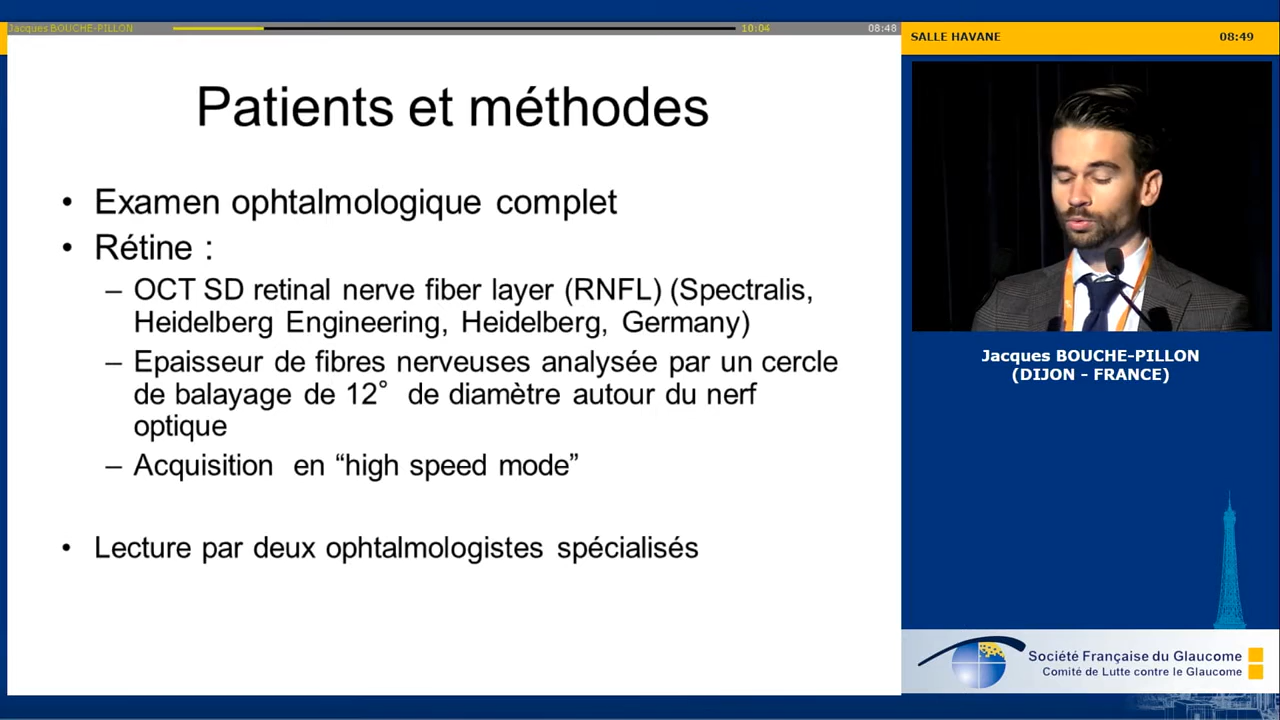 Jacques BOUCHE-PILLON
10:04
08:48
SALLE HAVANE
08:49
Patients et méthodes
• Examen ophtalmologique complet
• Rétine :
– OCT SD retinal nerve fiber layer (RNFL) (Spectralis,
Heidelberg Engineering, Heidelberg, Germany)
– Epaisseur de fibres nerveuses analysée par un cercle
de balayage de 12° de diamètre autour du nerf
optique
– Acquisition en “high speed mode”
• Lecture par deux ophtalmologistes spécialisés
Jacques BOUCHE-PILLON
(DIJON - FRANCE)
Société Française du Glaucome
Comité de Lutte contre le Glaucome